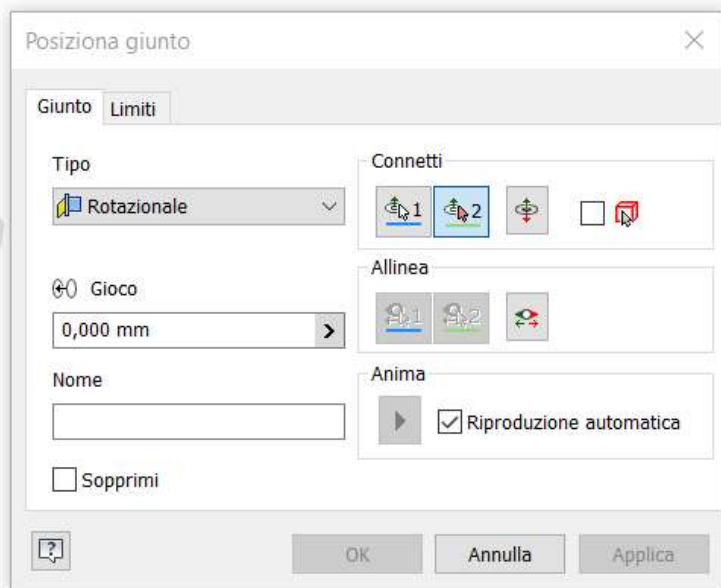 Posiziona giunto
Giunto
Limiti
Tipo
Rotazionale
Gioco
0,000 mm
Nome
Sopprimi
Connetti
1
2
Allinea
1
2
Anima
Riproduzione automatica
?
OK
Annulla
Applica